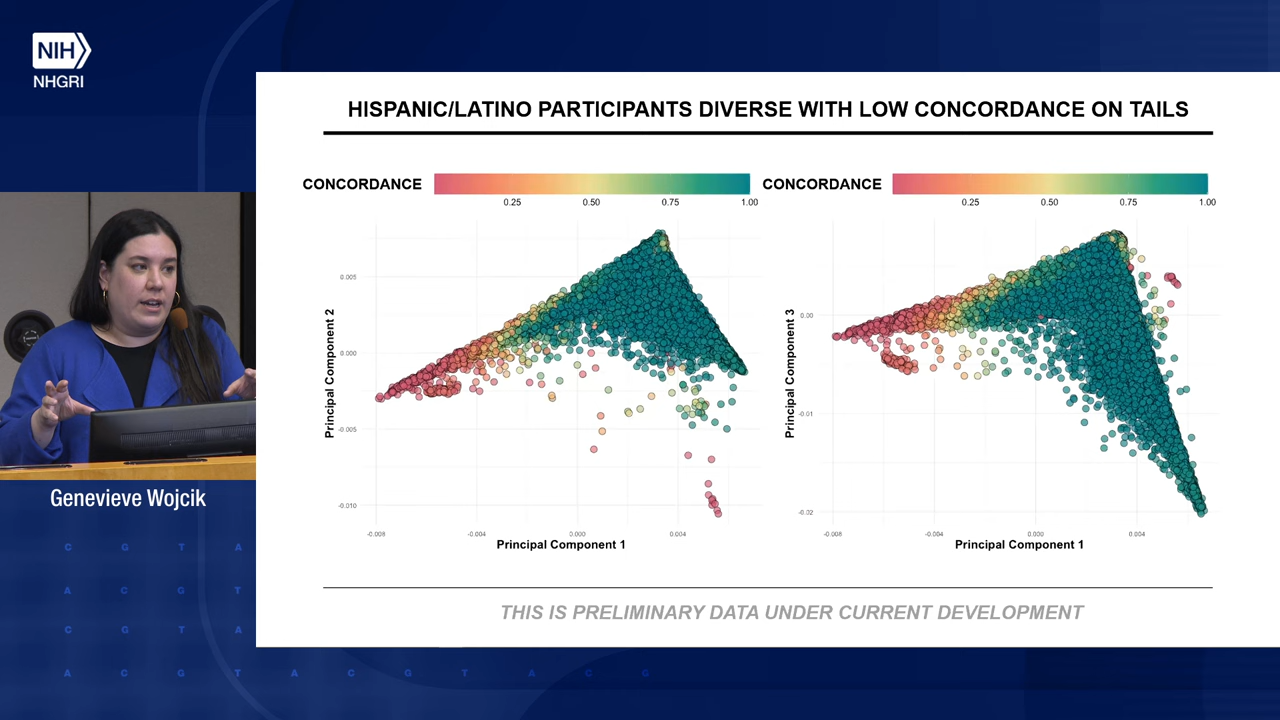 NIH
NHGRI
HISPANIC/LATINO PARTICIPANTS DIVERSE WITH LOW CONCORDANCE ON TAILS
CONCORDANCE
0.25 0.50 0.75 1.00
CONCORDANCE
0.25 0.50 0.75 1.00
Principal Component 2
0.005
0.000
-0.005
-0.010
-0.008 -0.004 0.000 0.004
Principal Component 1
Principal Component 3
0.00
-0.01
-0.02
-0.008 -0.004 0.000 0.004
Principal Component 1
THIS IS PRELIMINARY DATA UNDER CURRENT DEVELOPMENT
Genevieve Wojcik
C G T A
A C G T
C G T A
A C G T A C G T A C G